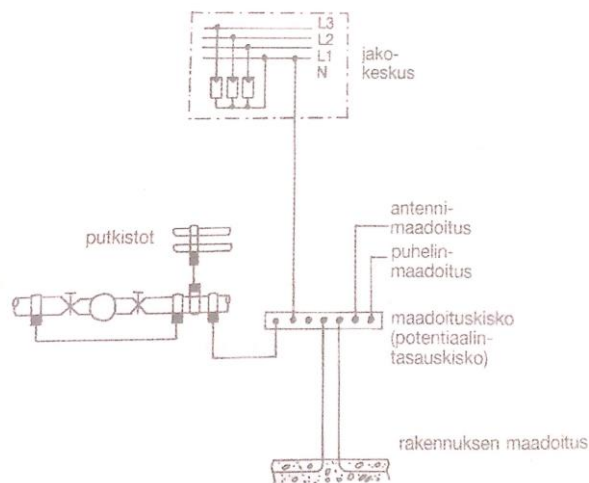 L3
L2
L1
N
jako-
keskus
antenni-
maadoitus
puhelin-
maadoitus
putkistot
maadoituskisko
(potentiaalin-
tasauskisko)
rakennuksen maadoitus